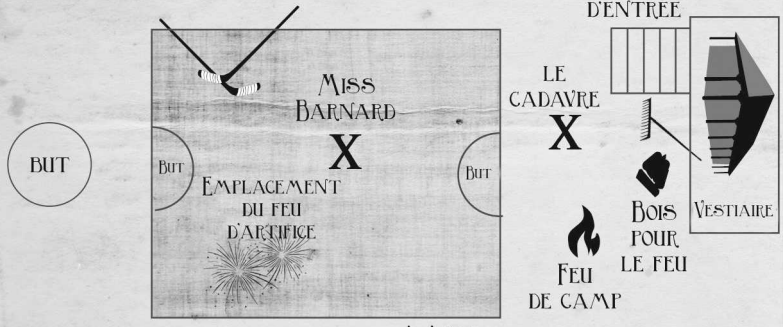 D'ENTREE
MISS
BARNARD
X
LE
CADAVRE
X
BUT
BUT
BUT
EMPLACEMENT
DU FEU
D'ARTIFICE
BOIS
POUR
LE FEU
VESTIAIRE
FEU
DE CAMP